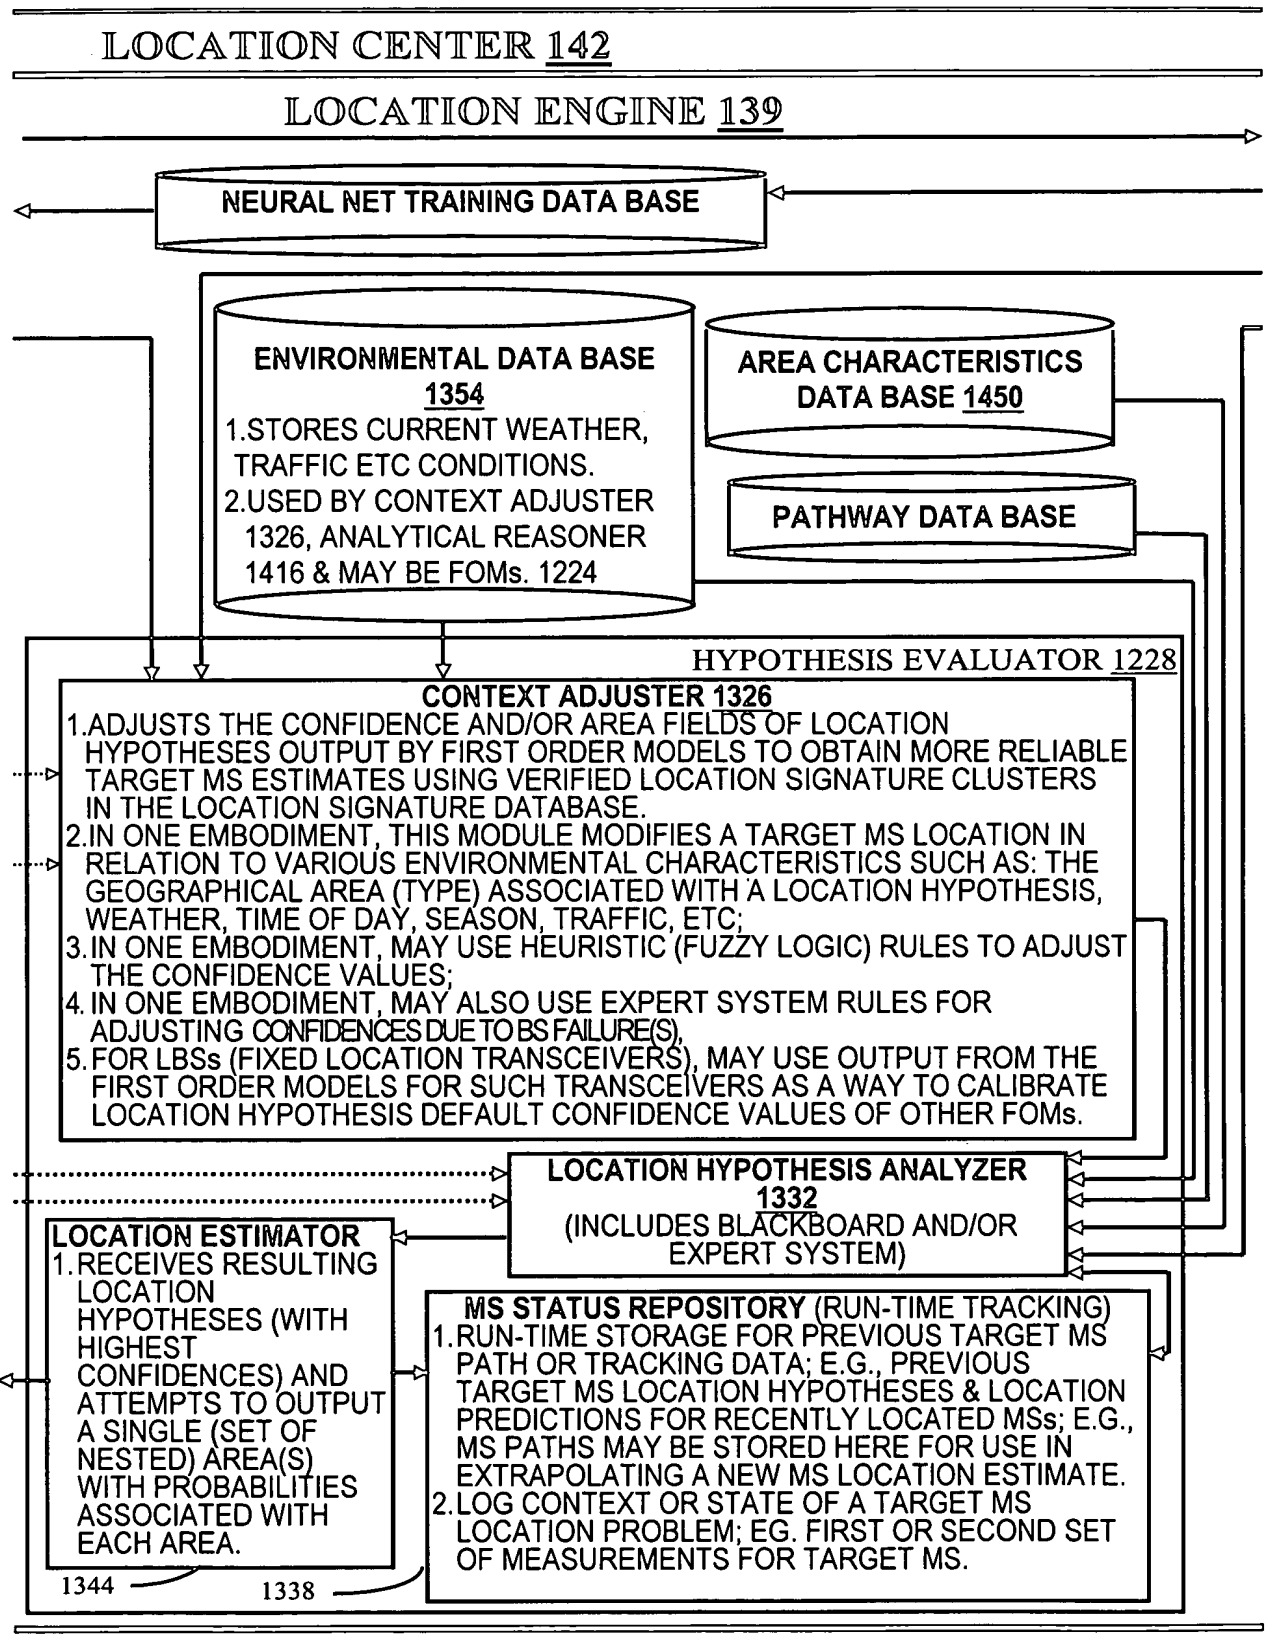 LOCATION CENTER 142
LOCATION ENGINE 139
NEURAL NET TRAINING DATA BASE
ENVIRONMENTAL DATA BASE
1354
1.STORES CURRENT WEATHER,
TRAFFIC ETC CONDITIONS.
2.USED BY CONTEXT ADJUSTER
1326, ANALYTICAL REASONER
1416 & MAY BE FOMs. 1224
AREA CHARACTERISTICS
DATA BASE 1450
PATHWAY DATA BASE
HYPOTHESIS EVALUATOR 1228
CONTEXT ADJUSTER 1326
1.ADJUSTS THE CONFIDENCE AND/OR AREA FIELDS OF LOCATION
HYPOTHESES OUTPUT BY FIRST ORDER MODELS TO OBTAIN MORE RELIABLE
TARGET MS ESTIMATES USING VERIFIED LOCATION SIGNATURE CLUSTERS
IN THE LOCATION SIGNATURE DATABASE.
2.IN ONE EMBODIMENT, THIS MODULE MODIFIES A TARGET MS LOCATION IN
RELATION TO VARIOUS ENVIRONMENTAL CHARACTERISTICS SUCH AS: THE
GEOGRAPHICAL AREA (TYPE) ASSOCIATED WITH A LOCATION HYPOTHESIS,
WEATHER, TIME OF DAY, SEASON, TRAFFIC, ETC;
3.IN ONE EMBODIMENT, MAY USE HEURISTIC (FUZZY LOGIC) RULES TO ADJUST
THE CONFIDENCE VALUES;
4. IN ONE EMBODIMENT, MAY ALSO USE EXPERT SYSTEM RULES FOR
ADJUSTING CONFIDENCES DUE TO BS FAILURE(S),
5. FOR LBSs (FIXED LOCATION TRANSCEIVERS), MAY USE OUTPUT FROM THE
FIRST ORDER MODELS FOR SUCH TRANSCEIVERS AS A WAY TO CALIBRATE
LOCATION HYPOTHESIS DEFAULT CONFIDENCE VALUES OF OTHER FOMs.
LOCATION HYPOTHESIS ANALYZER
1332
(INCLUDES BLACKBOARD AND/OR
EXPERT SYSTEM)
LOCATION ESTIMATOR
1.RECEIVES RESULTING
LOCATION
HYPOTHESES (WITH
HIGHEST
CONFIDENCES) AND
ATTEMPTS TO OUTPUT
A SINGLE (SET OF
NESTED) AREA(S)
WITH PROBABILITIES
ASSOCIATED WITH
EACH AREA.
1344
MS STATUS REPOSITORY (RUN-TIME TRACKING)
1.RUN-TIME STORAGE FOR PREVIOUS TARGET MS
PATH OR TRACKING DATA; E.G., PREVIOUS
TARGET MS LOCATION HYPOTHESES & LOCATION
PREDICTIONS FOR RECENTLY LOCATED MSs; E.G.,
MS PATHS MAY BE STORED HERE FOR USE IN
EXTRAPOLATING A NEW MS LOCATION ESTIMATE.
2.LOG CONTEXT OR STATE OF A TARGET MS
LOCATION PROBLEM; EG. FIRST OR SECOND SET
OF MEASUREMENTS FOR TARGET MS.
1338